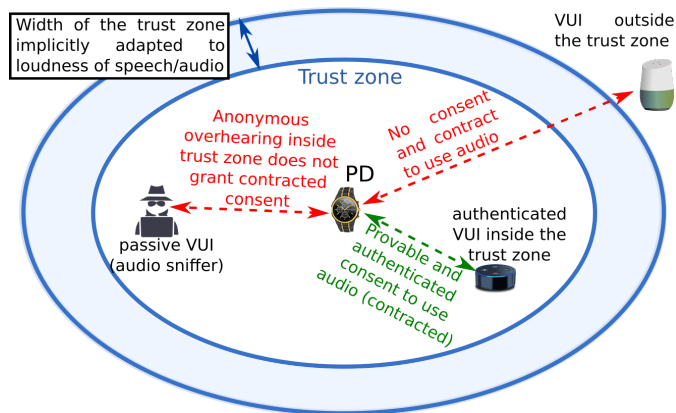 Width of the trust zone
implicitly adapted to
loudness of speech/audio
VUI outside
the trust zone
Trust zone
Anonymous
overhearing inside
trust zone does not
grant contracted
consent
No consent
and contract
to use audio
PD
passive VUI
(audio sniffer)
authenticated
VUI inside the
trust zone
Provable and
authenticated
consent to use
audio (contracted)